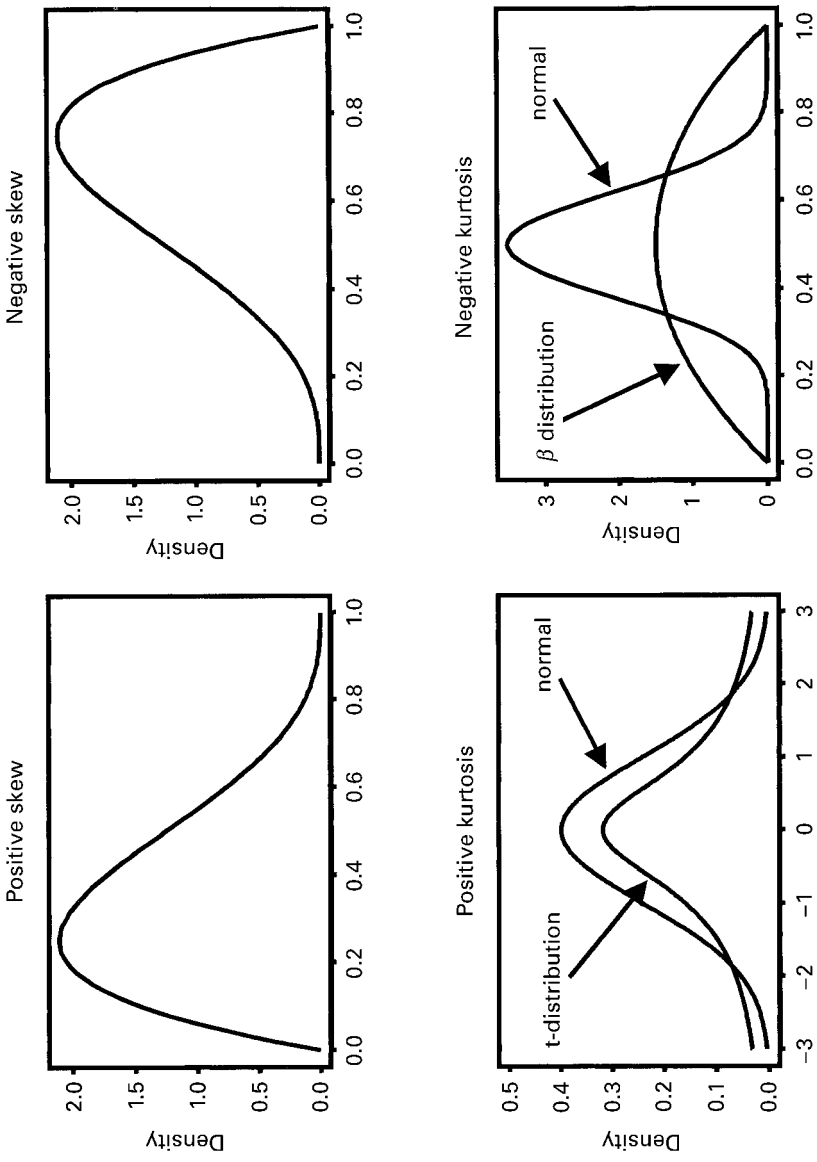 Positive skew
Density
2.0
1.5
1.0
0.5
0.0
0.0 0.2 0.4 0.6 0.8 1.0
Negative skew
Density
2.0
1.5
1.0
0.5
0.0
0.0 0.2 0.4 0.6 0.8 1.0
Positive kurtosis
Density
0.5
0.4
0.3
0.2
0.1
0.0
t-distribution
normal
−3 −2 −1 0 1 2 3
Negative kurtosis
Density
3
2
1
0
β distribution
normal
0.0 0.2 0.4 0.6 0.8 1.0